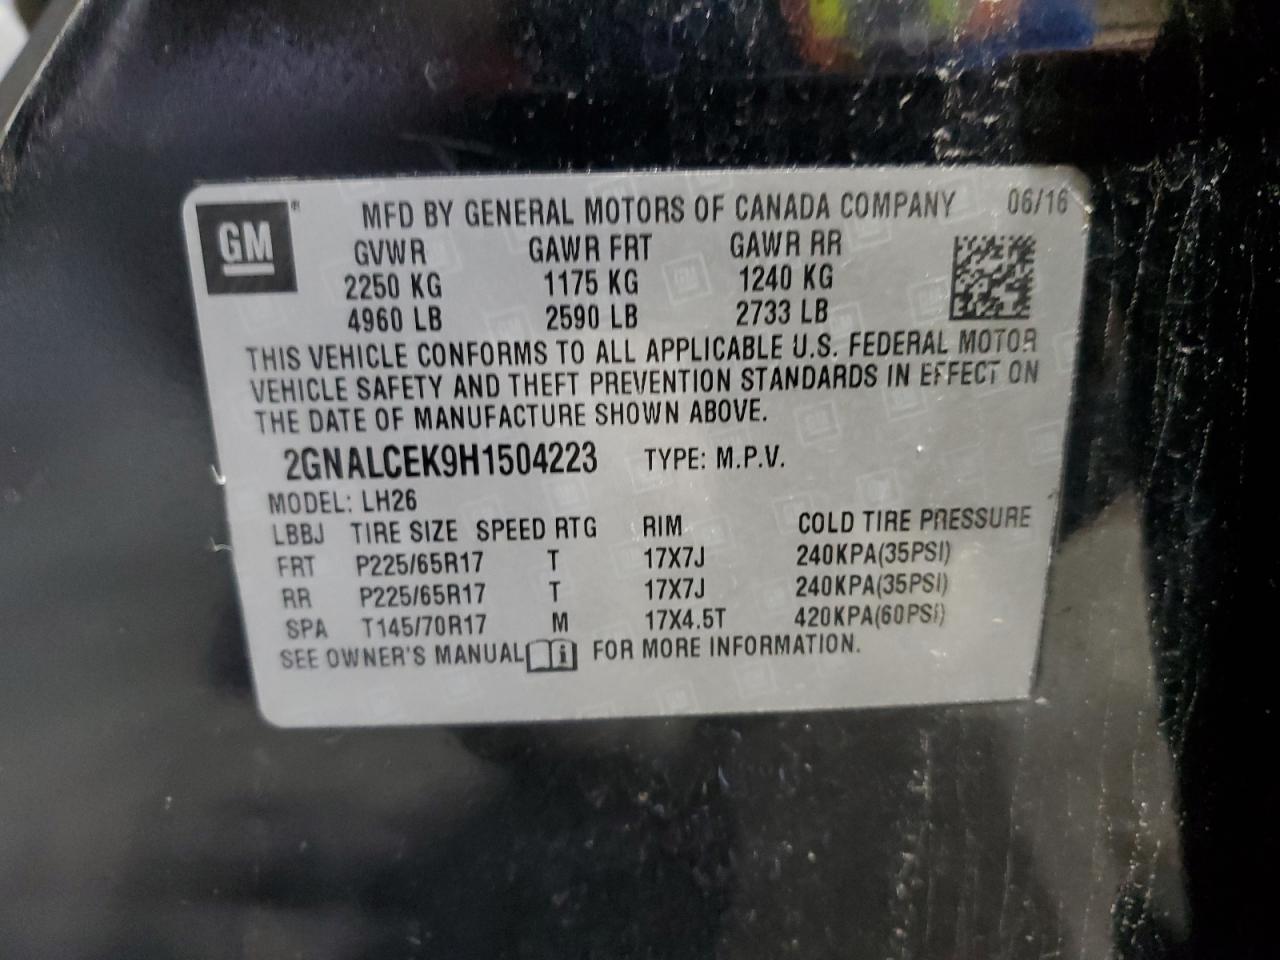 GM ® MFD BY GENERAL MOTORS OF CANADA COMPANY 06/16
GVWR GAWR FRT GAWR RR
2250 KG 1175 KG 1240 KG
4960 LB 2590 LB 2733 LB
THIS VEHICLE CONFORMS TO ALL APPLICABLE U.S. FEDERAL MOTOR
VEHICLE SAFETY AND THEFT PREVENTION STANDARDS IN EFFECT ON
THE DATE OF MANUFACTURE SHOWN ABOVE.
2GNALCEK9H1504223 TYPE: M.P.V.
MODEL: LH26
LBBJ TIRE SIZE SPEED RTG RIM COLD TIRE PRESSURE
FRT P225/65R17 T 17X7J 240KPA(35PSI)
RR P225/65R17 T 17X7J 240KPA(35PSI)
SPA T145/70R17 M 17X4.5T 420KPA(60PSI)
SEE OWNER'S MANUAL i FOR MORE INFORMATION.